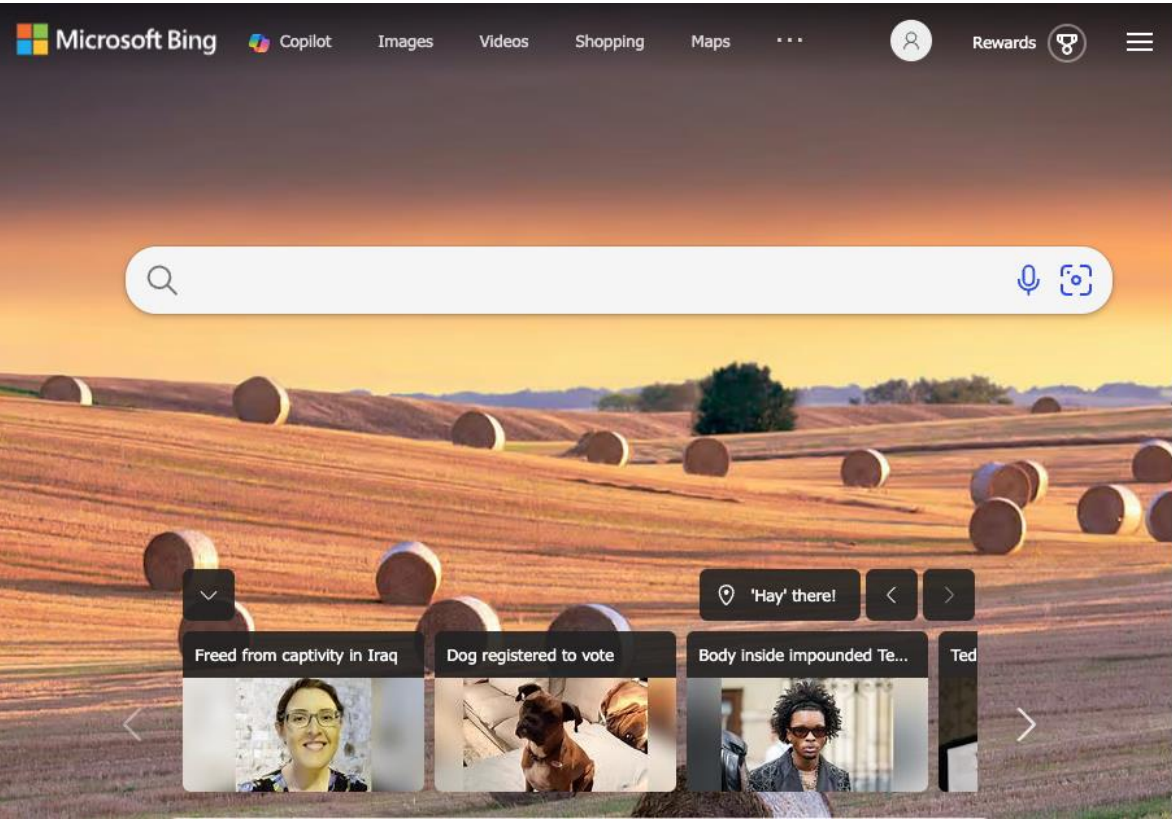 Microsoft Bing
Copilot
Images
Videos
Shopping
Maps
...
Rewards
'Hay' there!
Freed from captivity in Iraq
Dog registered to vote
Body inside impounded Te...
Ted